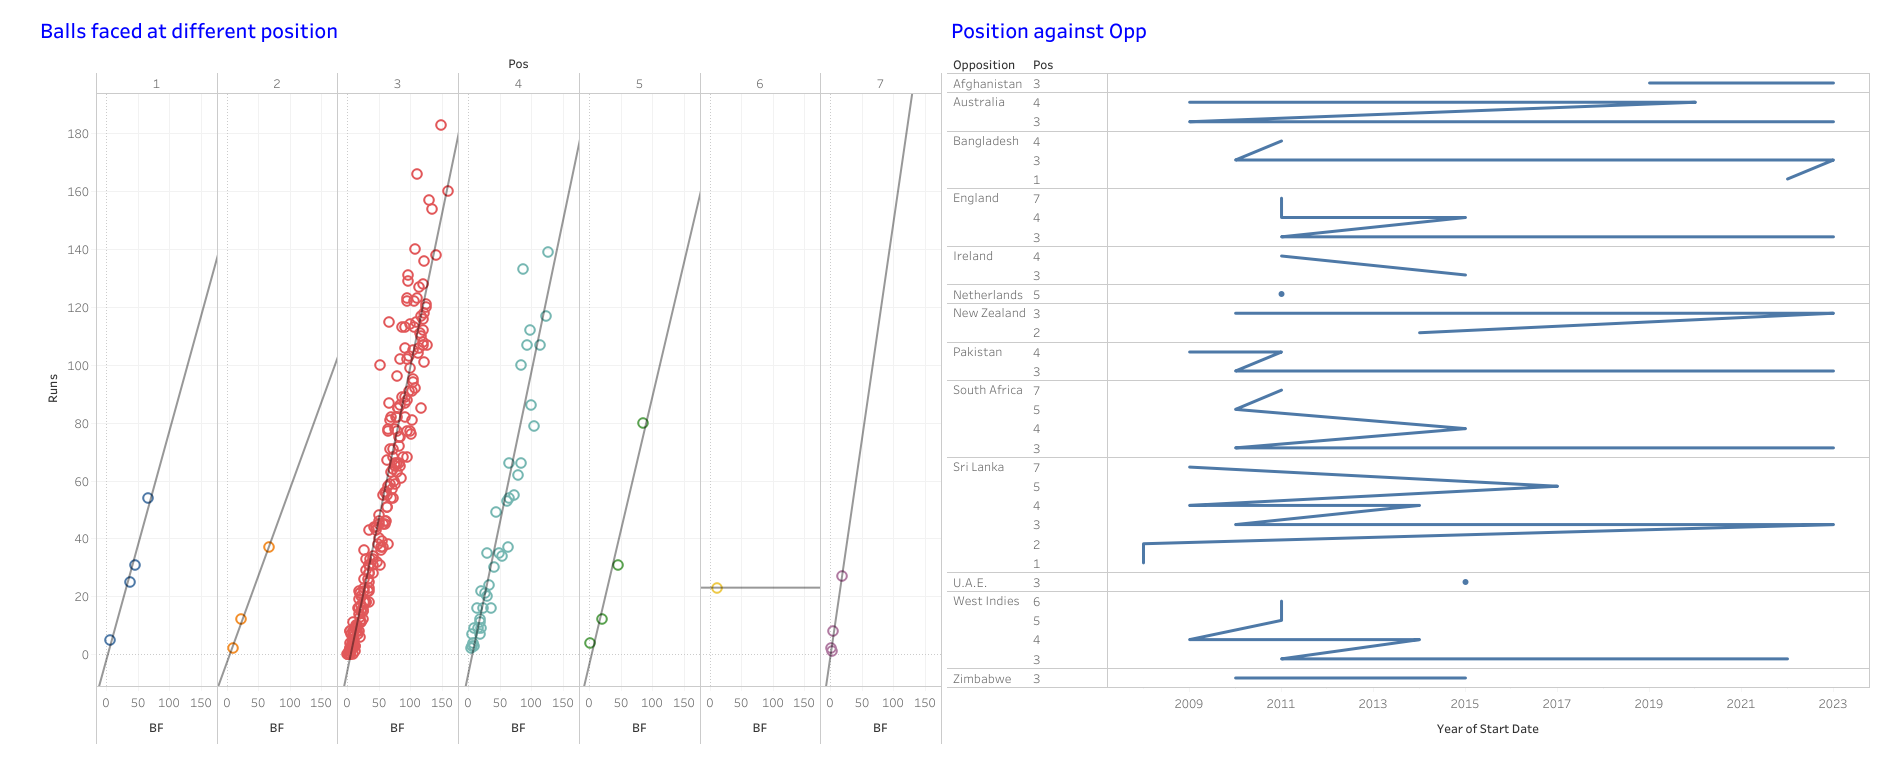 Balls faced at different position
Pos
1 2 3 4 5 6 7
Runs
180
160
140
120
100
80
60
40
20
0
0 50 100 150 0 50 100 150 0 50 100 150 0 50 100 150 0 50 100 150 0 50 100 150 0 50 100 150
BF BF BF BF BF BF BF
Position against Opp
Opposition Pos
Afghanistan 3
Australia 4
3
Bangladesh 4
3
1
England 7
4
3
Ireland 4
3
Netherlands 5
New Zealand 3
2
Pakistan 4
3
South Africa 7
5
4
3
Sri Lanka 7
5
4
3
2
1
U.A.E. 3
West Indies 6
5
4
3
Zimbabwe 3
2009 2011 2013 2015 2017 2019 2021 2023
Year of Start Date